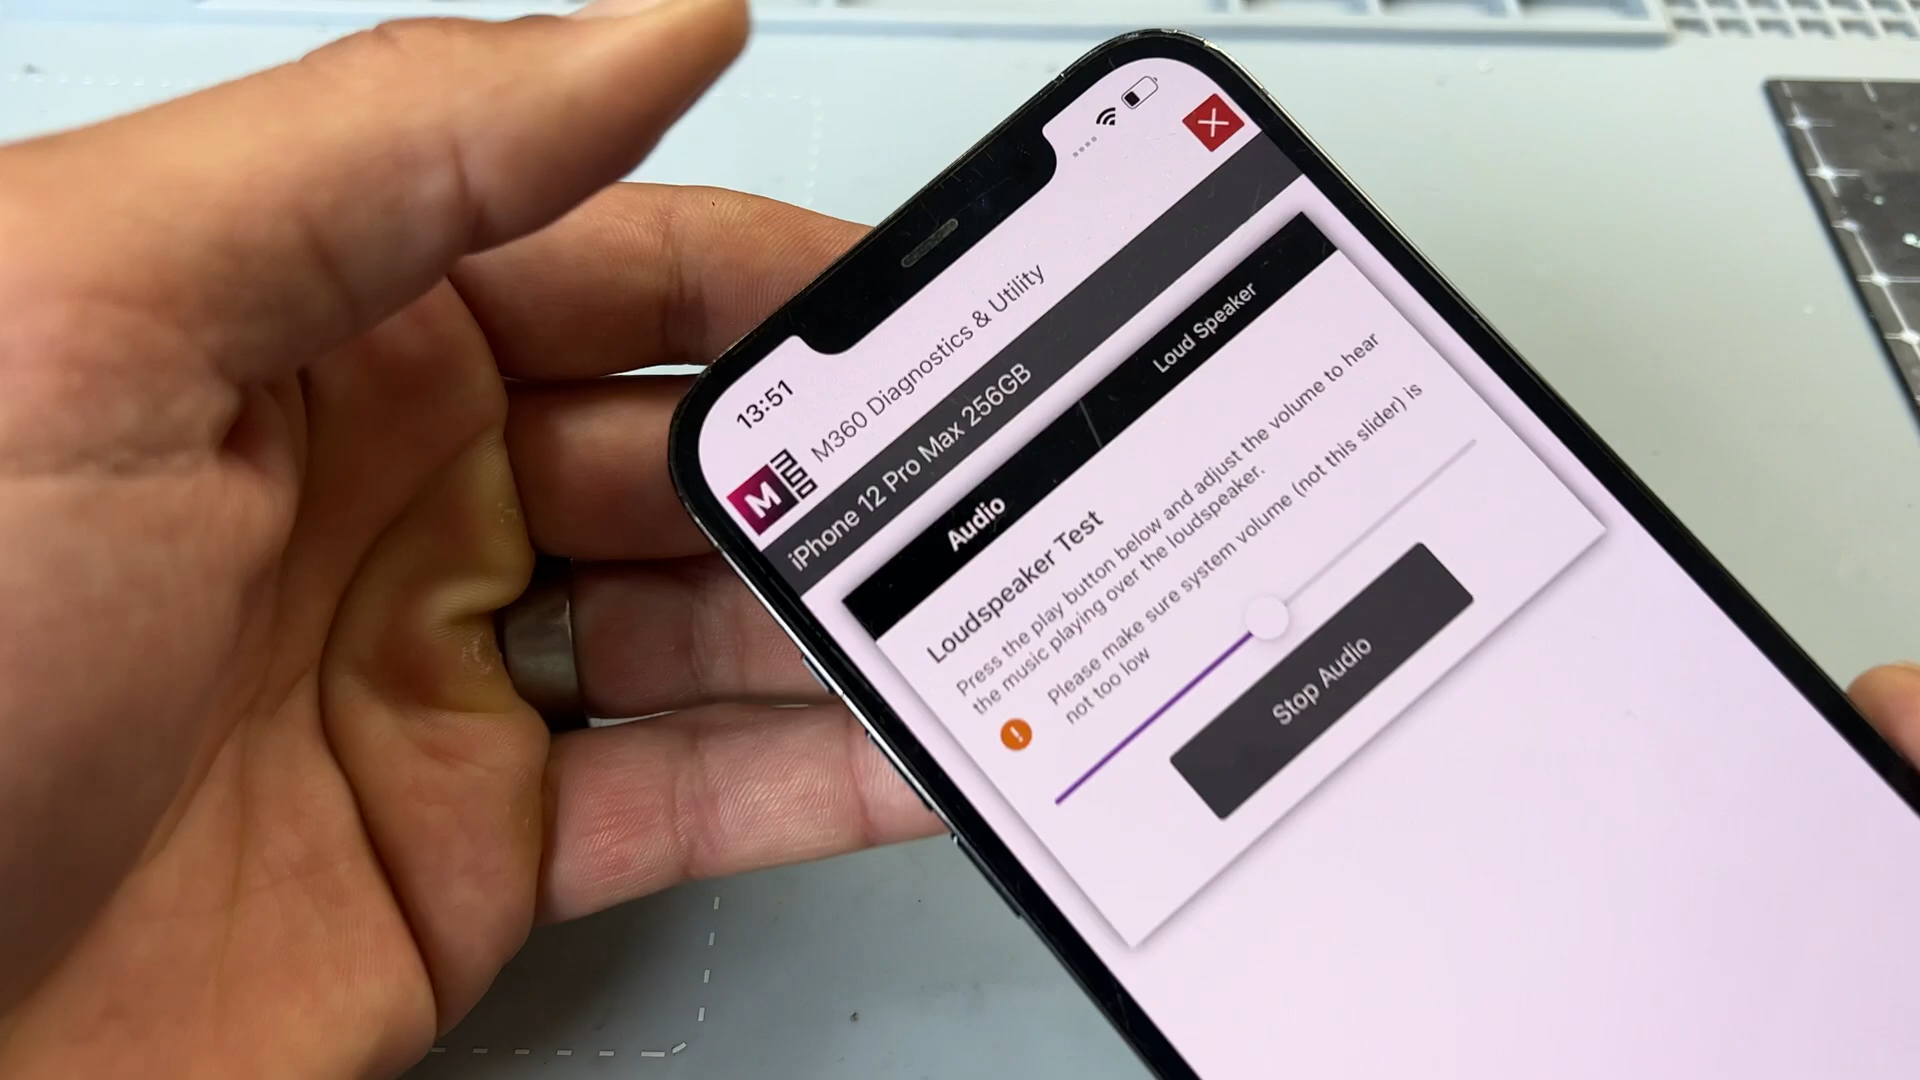 13:51
M
M360 Diagnostics & Utility
iPhone 12 Pro Max 256GB
Audio
Loud Speaker
Loudspeaker Test
Press the play button below and adjust the volume to hear
the music playing over the loudspeaker.
Please make sure system volume (not this slider) is
not too low
Stop Audio